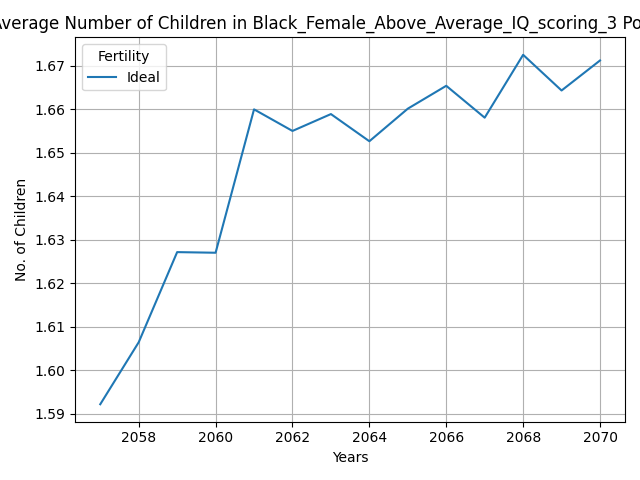 Average Number of Children in Black_Female_Above_Average_IQ_scoring_3 Po
Fertility
Ideal
No. of Children
1.67
1.66
1.65
1.64
1.63
1.62
1.61
1.60
1.59
2058 2060 2062 2064 2066 2068 2070
Years